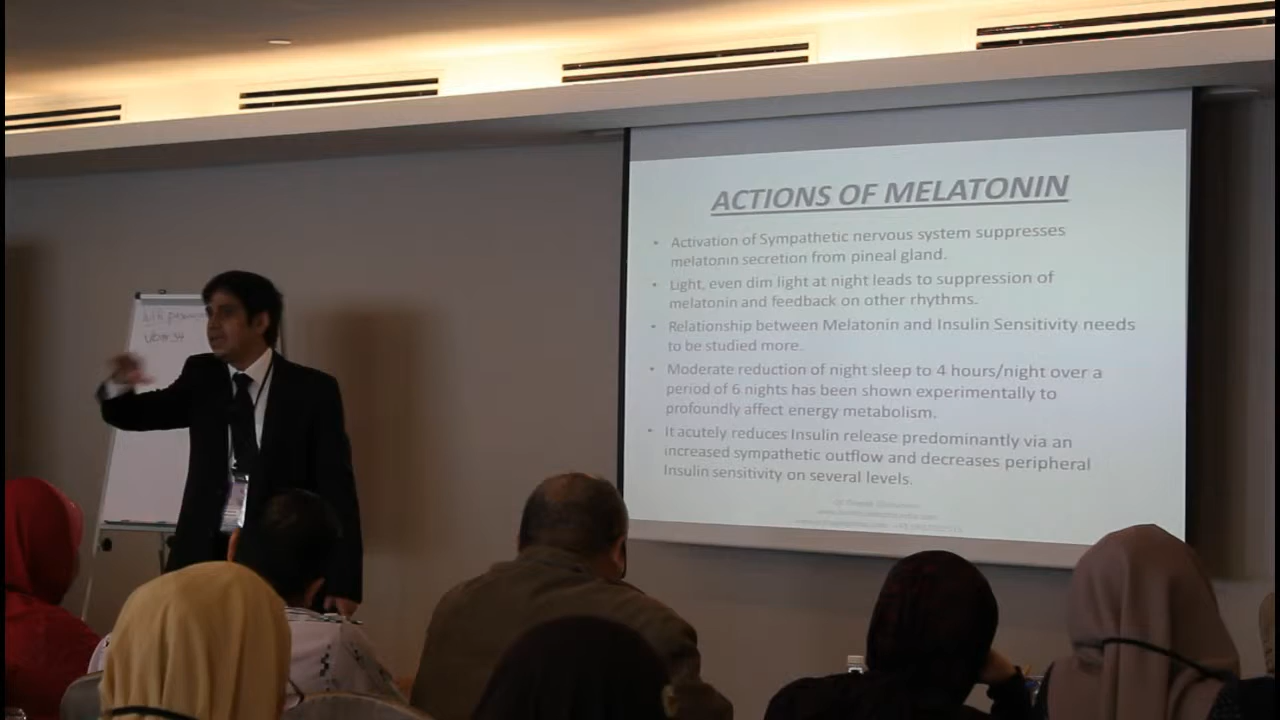 ACTIONS OF MELATONIN
• Activation of Sympathetic nervous system suppresses
melatonin secretion from pineal gland.
• Light, even dim light at night leads to suppression of
melatonin and feedback on other rhythms.
• Relationship between Melatonin and Insulin Sensitivity needs
to be studied more.
• Moderate reduction of night sleep to 4 hours/night over a
period of 6 nights has been shown experimentally to
profoundly affect energy metabolism.
• It acutely reduces Insulin release predominantly via an
increased sympathetic outflow and decreases peripheral
Insulin sensitivity on several levels.